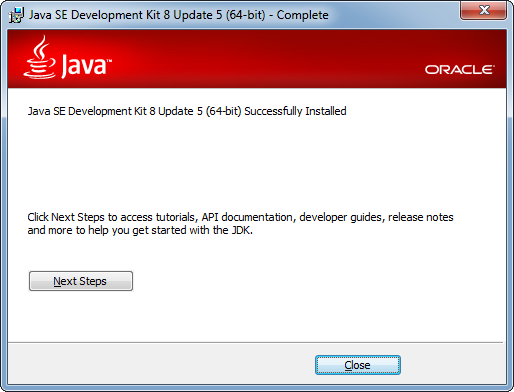 Java SE Development Kit 8 Update 5 (64-bit) - Complete
Java™
ORACLE®
Java SE Development Kit 8 Update 5 (64-bit) Successfully Installed
Click Next Steps to access tutorials, API documentation, developer guides, release notes
and more to help you get started with the JDK.
Next Steps
Close